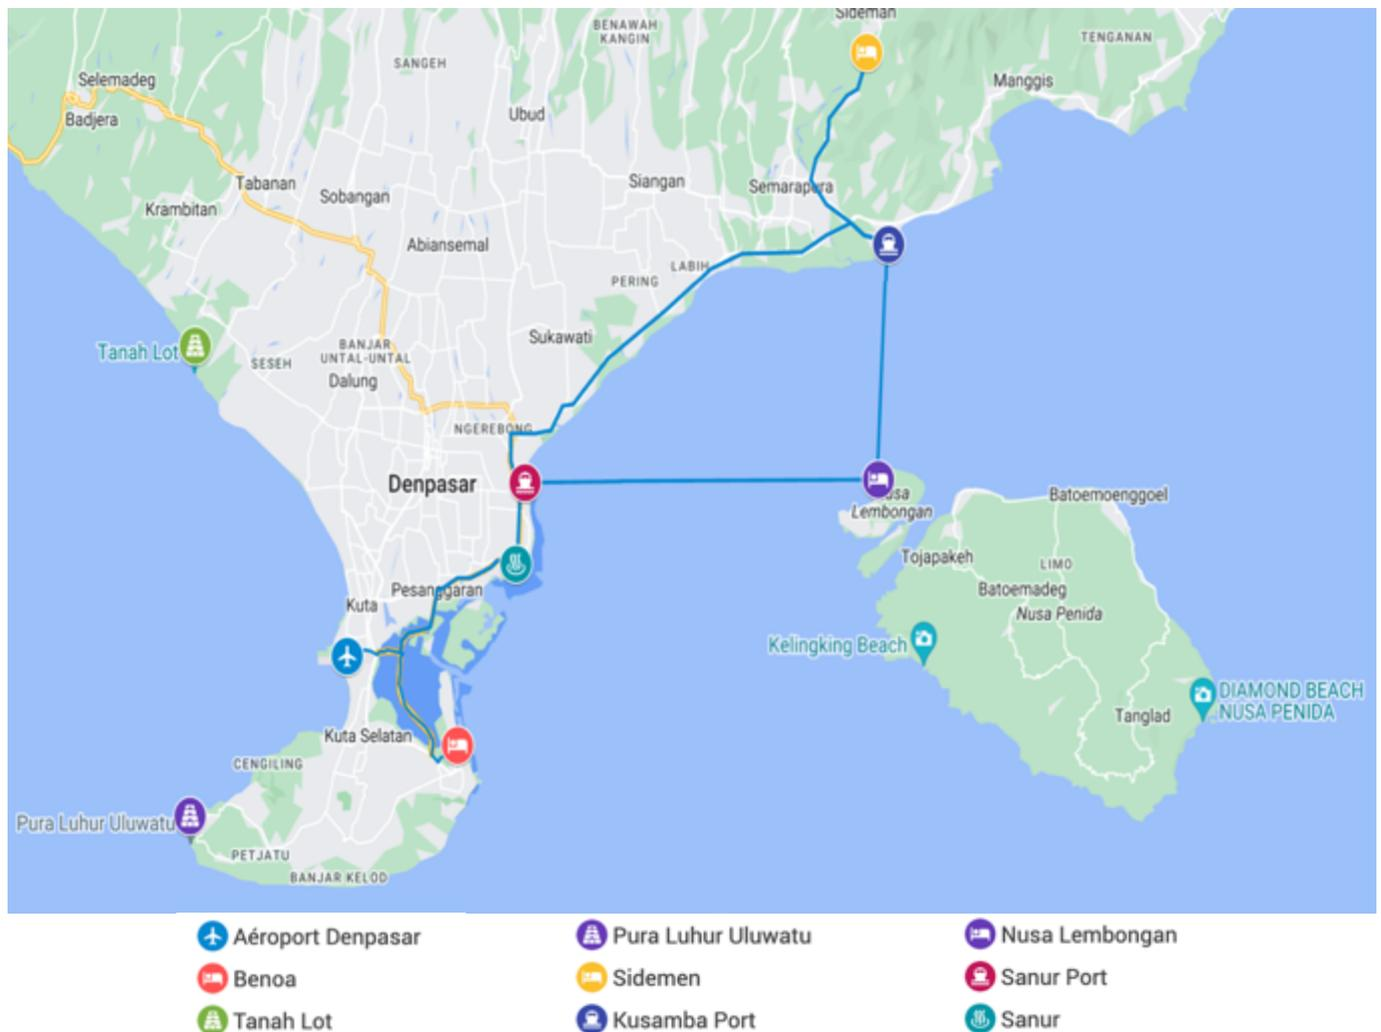 Sideman
BENAWAH
KANGIN
TENGANAN
SANGEH
Selemadeg
Manggis
Badjera
Ubud
Tabanan
Siangan
Semarapura
Sobangan
Krambitan
Abiansemal
LABIH
PERING
Sukawati
BANJAR
UNTAL-UNTAL
Tanah Lot
SESEH
Dalung
NGEREBONG
Denpasar
Lembongan
Batoemoenggoel
Tojapakeh
LIMO
Pesanggaran
Batoemadeg
Kuta
Nusa Penida
Kelingking Beach
DIAMOND BEACH
NUSA PENIDA
Tanglad
Kuta Selatan
CENGILING
Pura Luhur Uluwatu
PETJATU
BANJAR KELOD
Aéroport Denpasar
Pura Luhur Uluwatu
Nusa Lembongan
Benoa
Sidemen
Sanur Port
Tanah Lot
Kusamba Port
Sanur